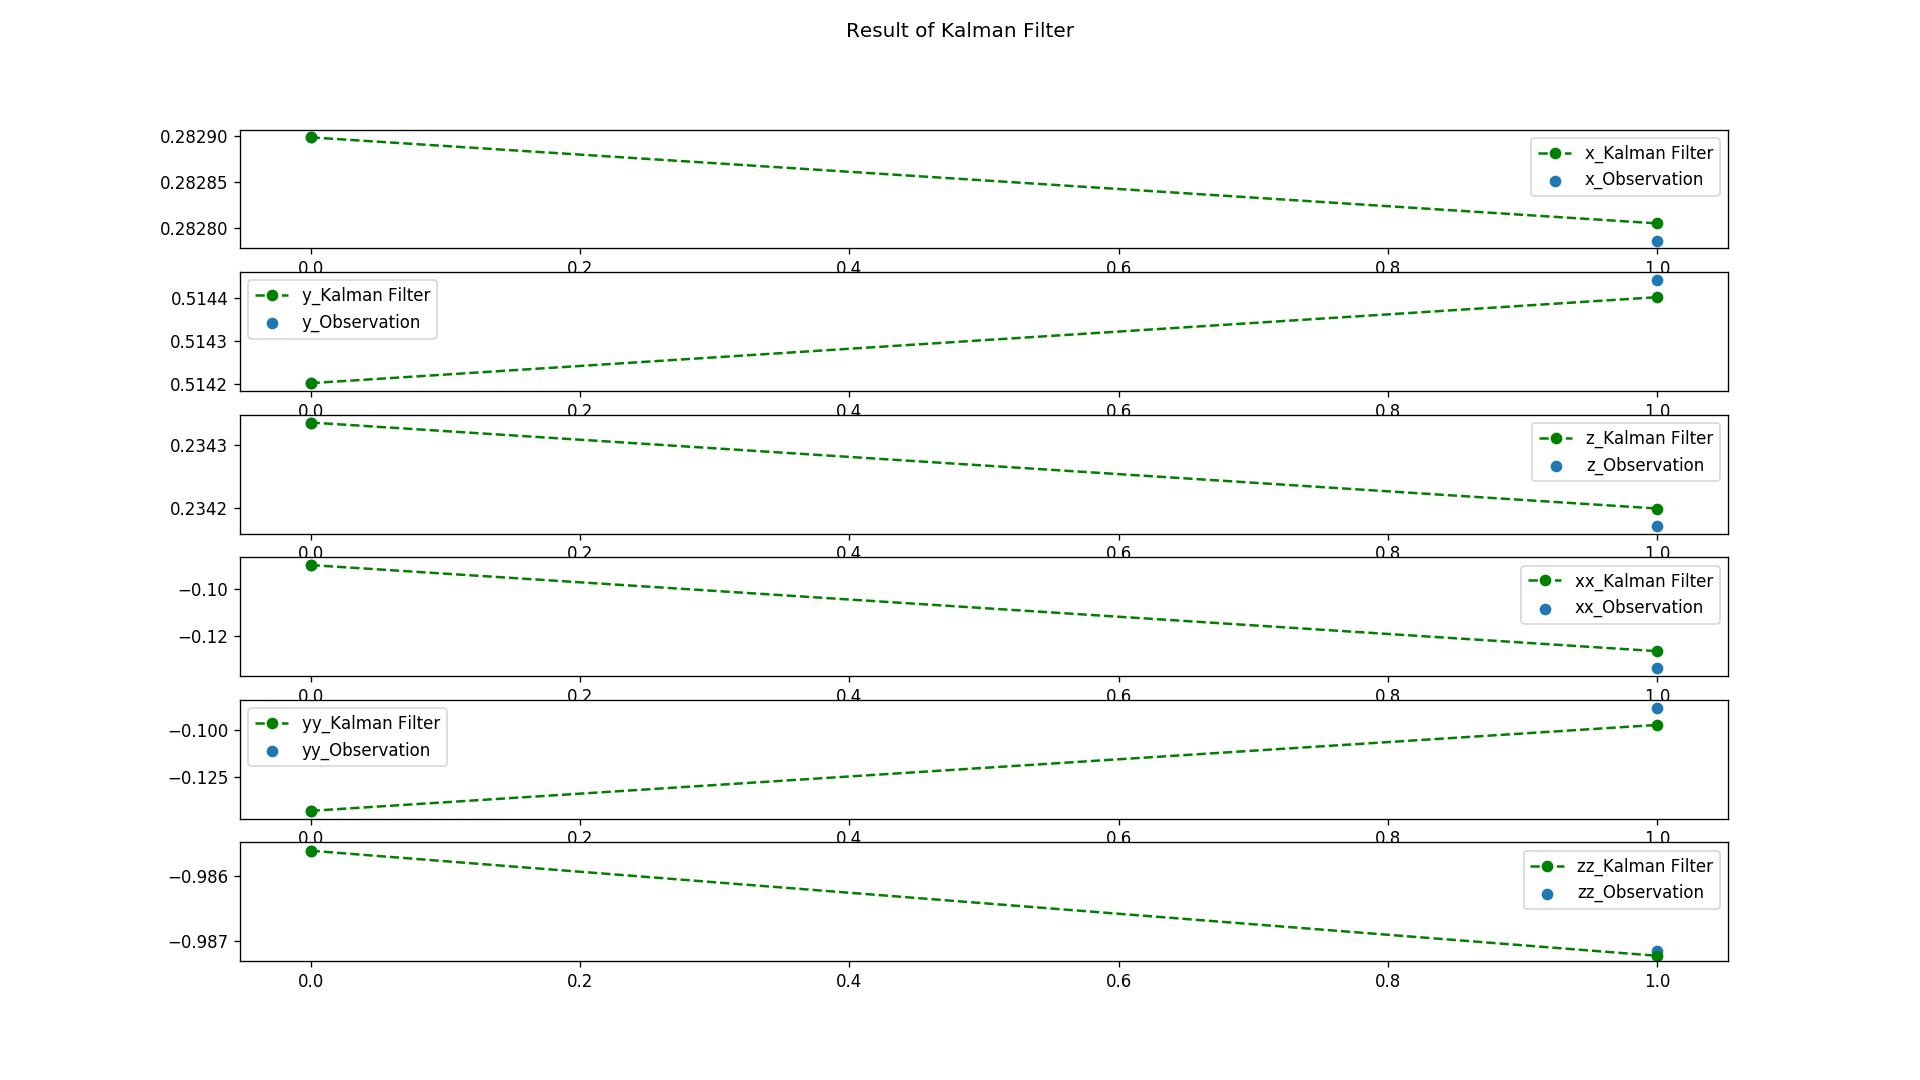 Result of Kalman Filter
0.28290
0.28285
0.28280
x_Kalman Filter
x_Observation
0.0 0.2 0.4 0.6 0.8 1.0
0.5144
0.5143
0.5142
y_Kalman Filter
y_Observation
0.0 0.2 0.4 0.6 0.8 1.0
0.2343
0.2342
z_Kalman Filter
z_Observation
0.0 0.2 0.4 0.6 0.8 1.0
−0.10
−0.12
xx_Kalman Filter
xx_Observation
0.0 0.2 0.4 0.6 0.8 1.0
−0.100
−0.125
yy_Kalman Filter
yy_Observation
0.0 0.2 0.4 0.6 0.8 1.0
−0.986
−0.987
zz_Kalman Filter
zz_Observation
0.0 0.2 0.4 0.6 0.8 1.0